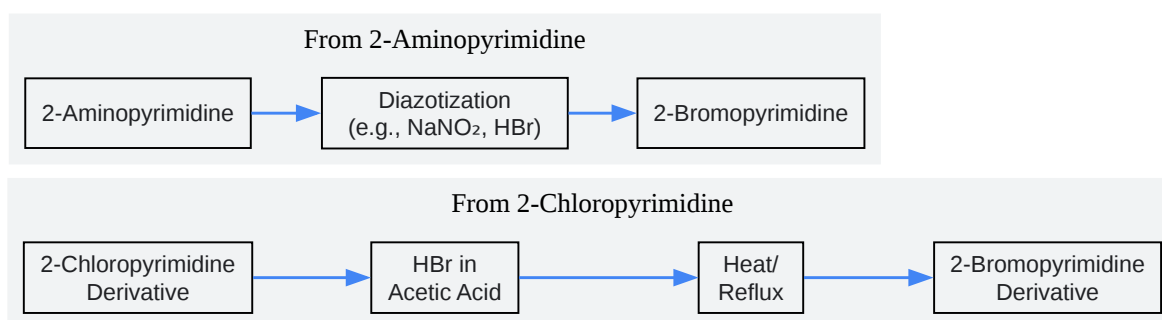 From 2-Aminopyrimidine
2-Aminopyrimidine
Diazotization
(e.g., NaNO₂, HBr)
2-Bromopyrimidine
From 2-Chloropyrimidine
2-Chloropyrimidine
Derivative
HBr in
Acetic Acid
Heat/
Reflux
2-Bromopyrimidine
Derivative